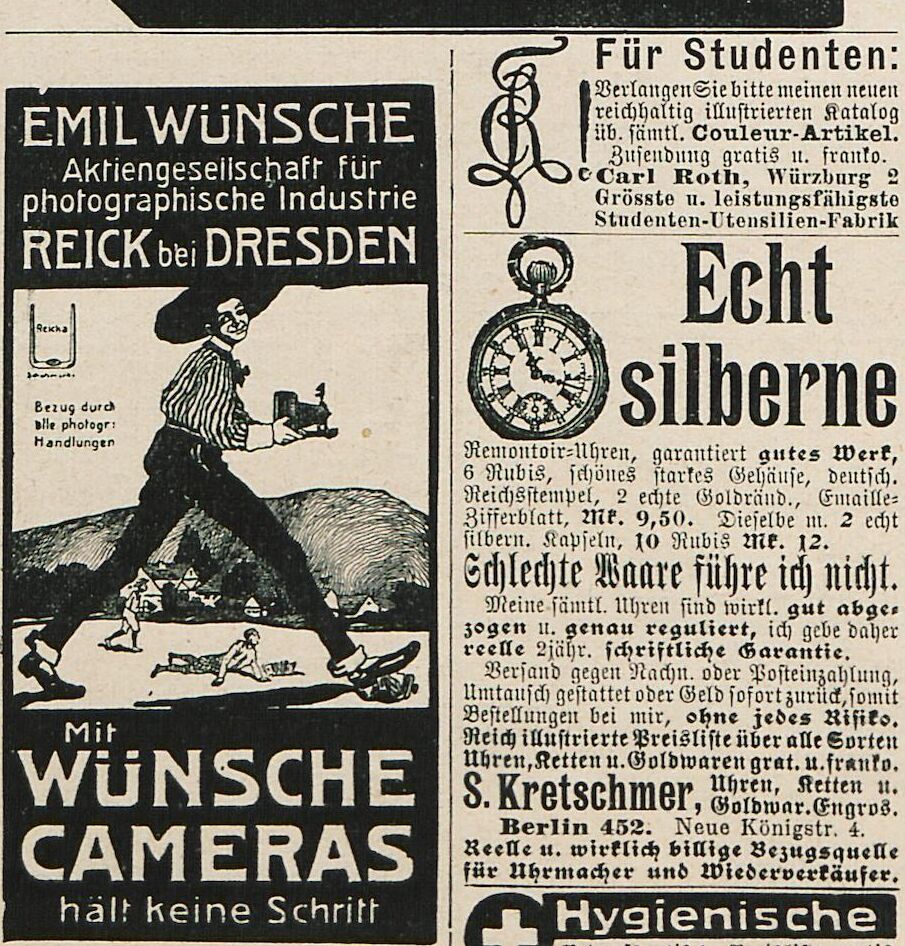 EMIL WÜNSCHE
Aktiengesellschaft für
photographische Industrie
REICK bei DRESDEN
Reicka
Bezug durch
alle photogr:
Handlungen
Mit
WÜNSCHE
CAMERAS
hält keine Schritt
Für Studenten:
Verlangen Sie bitte meinen neuen
reichhaltig illustrierten Katalog
üb. sämtl. Couleur-Artikel.
Zusendung gratis u. franko.
Carl Roth, Würzburg 2
Grösste u. leistungsfähigste
Studenten-Utensilien-Fabrik
Echt
silberne
Remontoir-Uhren, garantiert gutes Werk,
6 Rubis, schönes starkes Gehäuse, deutsch.
Reichsstempel, 2 echte Goldränd., Emaille-
Zifferblatt, Mk. 9,50. Dieselbe m. 2 echt
silbern. Kapseln, 10 Rubis Mk. 12.
Schlechte Waare führe ich nicht.
Meine sämtl. Uhren sind wirkl. gut abge-
zogen u. genau reguliert, ich gebe daher
reelle 2jähr. schriftliche Garantie.
Versand gegen Nachn. oder Posteinzahlung,
Umtausch gestattet oder Geld sofort zurück, somit
Bestellungen bei mir, ohne jedes Risiko.
Reich illustrierte Preisliste über alle Sorten
Uhren, Ketten u. Goldwaren grat. u. franko.
S. Kretschmer, Uhren, Ketten u.
Goldwar. Engros.
Berlin 452. Neue Königstr. 4.
Reelle u. wirklich billige Bezugsquelle
für Uhrmacher und Wiederverkäufer.
Hygienische